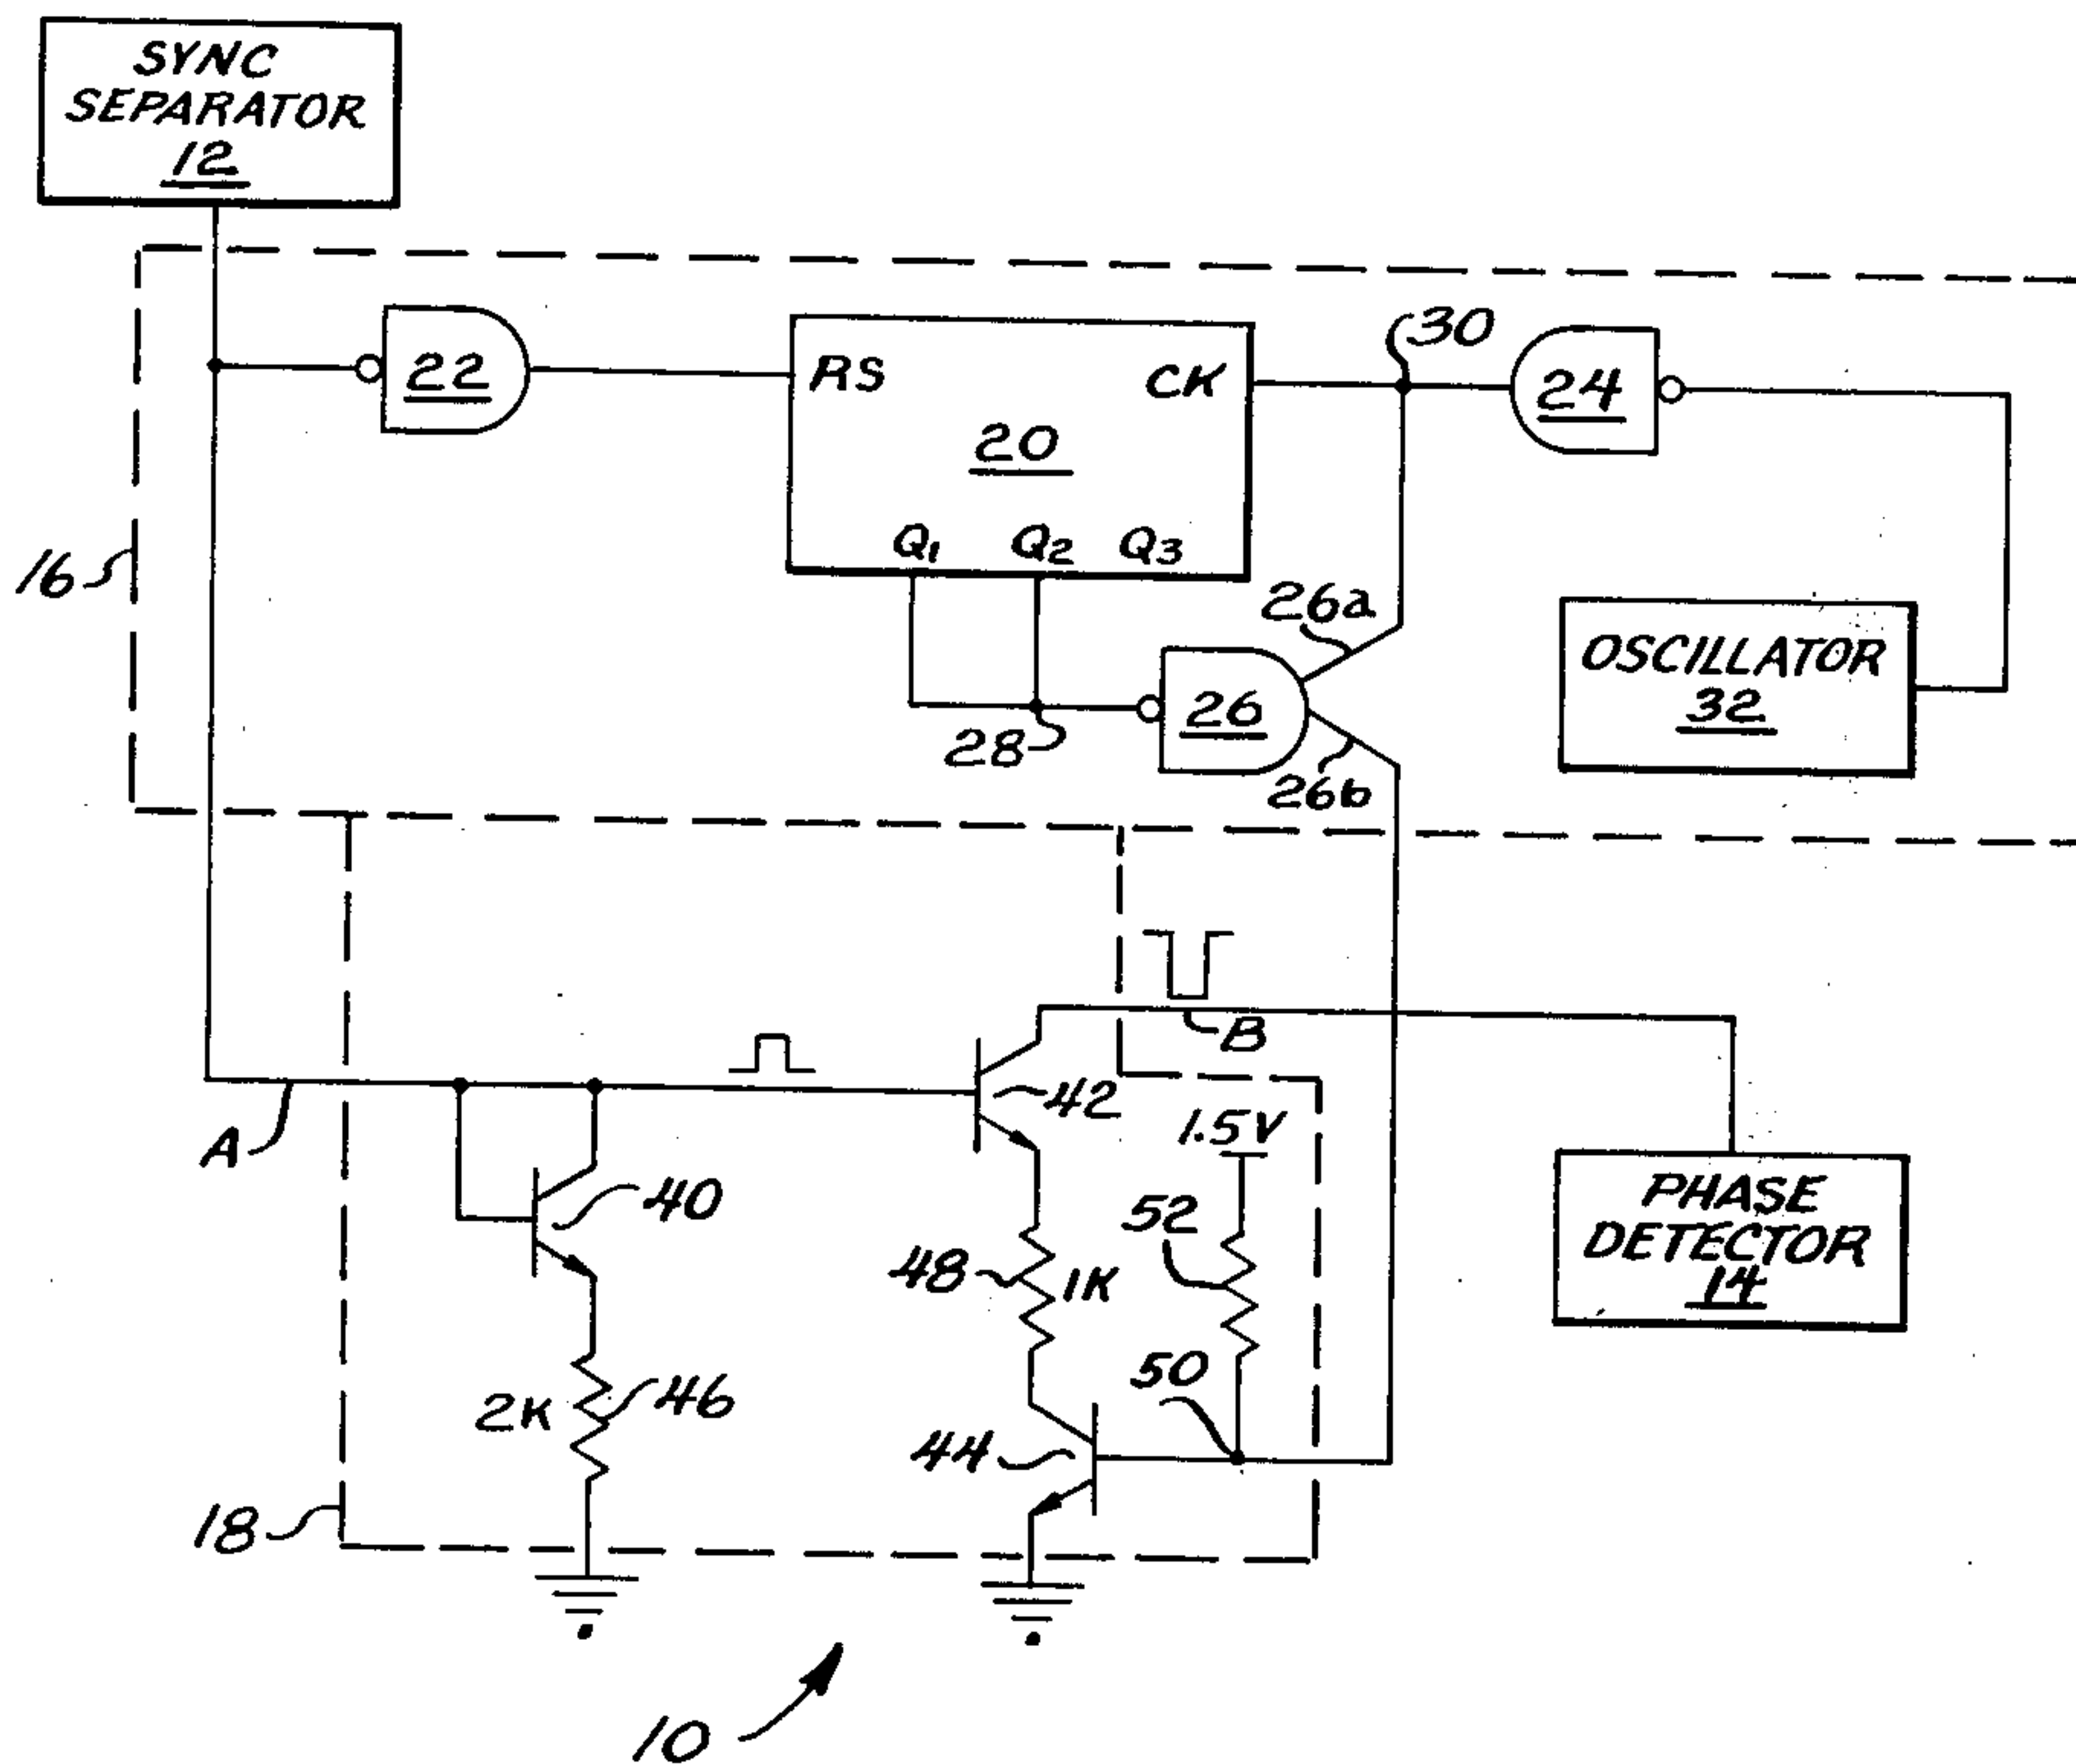 SYNC
SEPARATOR
12
30
22
RS
CK
24
20
Q1
Q2
Q3
16
26a
OSCILLATOR
32
26
28
26b
B
42
A
1.5V
40
52
PHASE
DETECTOR
14
48
1K
50
2K
46
44
18
10